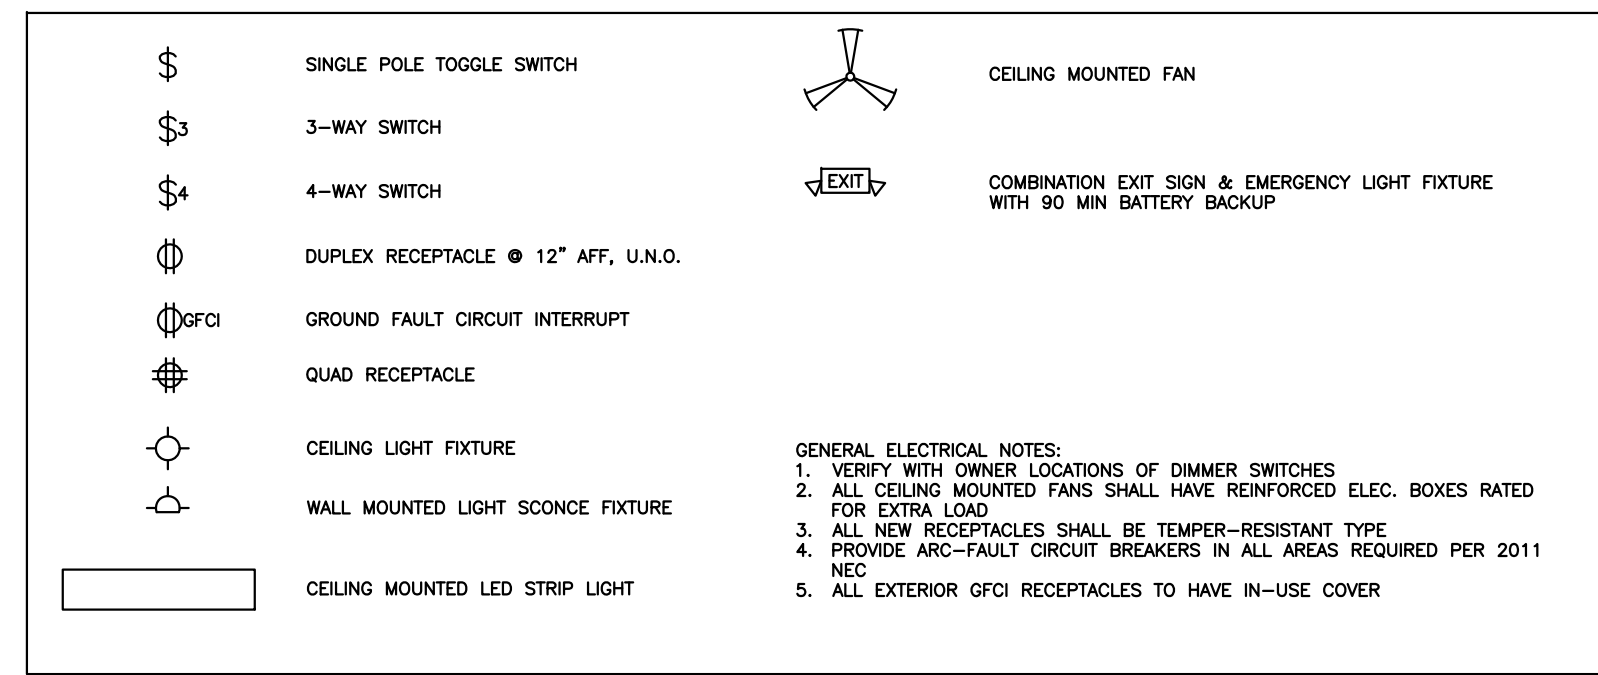 $ SINGLE POLE TOGGLE SWITCH
$3 3-WAY SWITCH
$4 4-WAY SWITCH
DUPLEX RECEPTACLE @ 12" AFF, U.N.O.
GFCI GROUND FAULT CIRCUIT INTERRUPT
QUAD RECEPTACLE
CEILING LIGHT FIXTURE
WALL MOUNTED LIGHT SCONCE FIXTURE
CEILING MOUNTED LED STRIP LIGHT
CEILING MOUNTED FAN
EXIT COMBINATION EXIT SIGN & EMERGENCY LIGHT FIXTURE
WITH 90 MIN BATTERY BACKUP
GENERAL ELECTRICAL NOTES:
1. VERIFY WITH OWNER LOCATIONS OF DIMMER SWITCHES
2. ALL CEILING MOUNTED FANS SHALL HAVE REINFORCED ELEC. BOXES RATED
FOR EXTRA LOAD
3. ALL NEW RECEPTACLES SHALL BE TEMPER-RESISTANT TYPE
4. PROVIDE ARC-FAULT CIRCUIT BREAKERS IN ALL AREAS REQUIRED PER 2011
NEC
5. ALL EXTERIOR GFCI RECEPTACLES TO HAVE IN-USE COVER